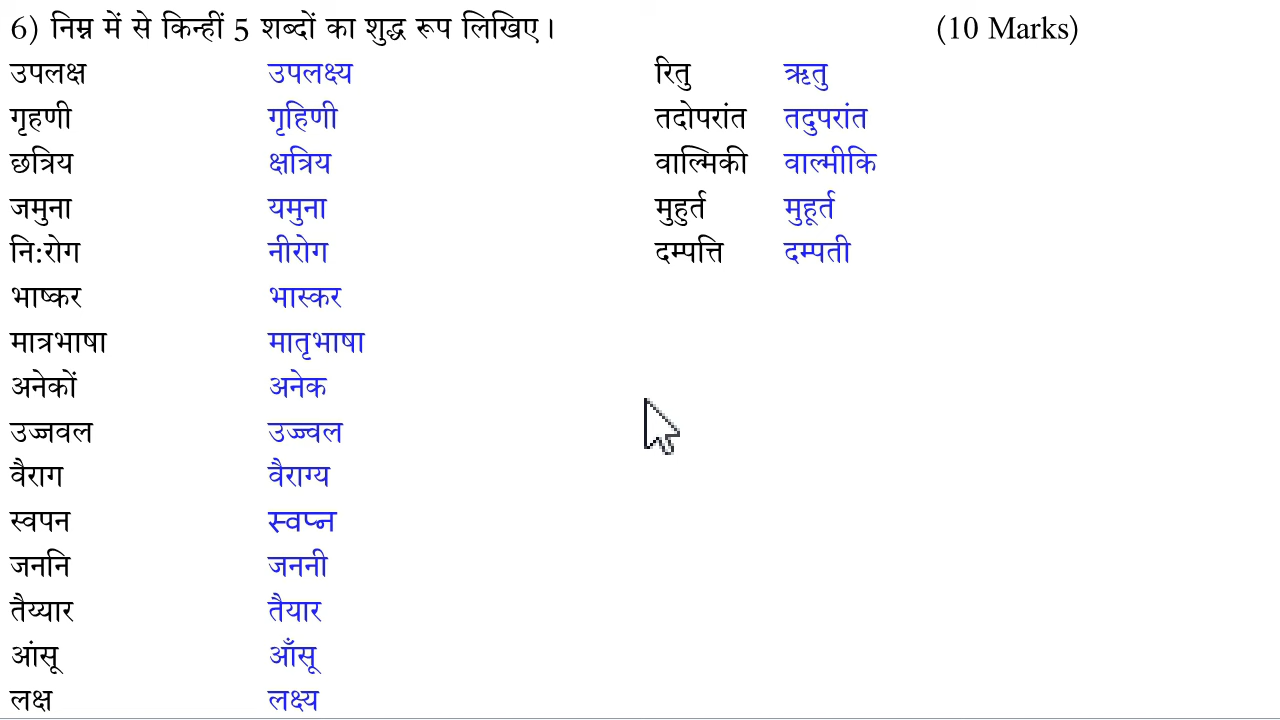 6) निम्न में से किन्हीं 5 शब्दों का शुद्ध रूप लिखिए। (10 Marks)
उपलक्ष उपलक्ष्य रितु ऋतु
गृहणी गृहिणी तदोपरांत तदुपरांत
छत्रिय क्षत्रिय वाल्मिकी वाल्मीकि
जमुना यमुना मुहुर्त मुहूर्त
नि:रोग नीरोग दम्पत्ति दम्पती
भाष्कर भास्कर
मात्रभाषा मातृभाषा
अनेकों अनेक
उज्जवल उज्ज्वल
वैराग वैराग्य
स्वपन स्वप्न
जननि जननी
तैय्यार तैयार
आंसू आँसू
लक्ष लक्ष्य